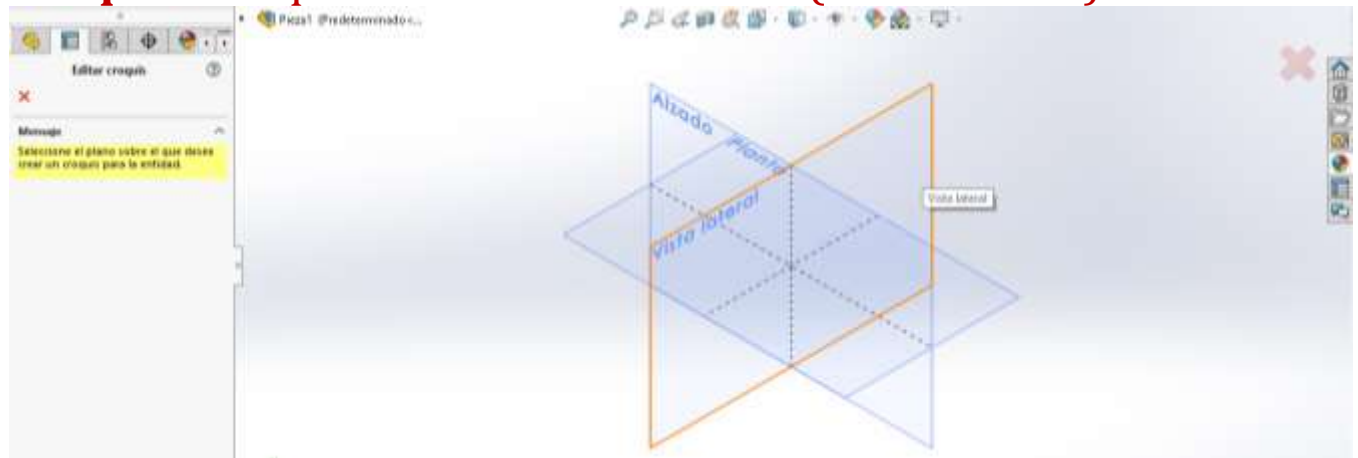 Pieza1 (Predeterminado<...
Editar croquis
Mensaje
Seleccione el plano sobre el que desea
crear un croquis para la entidad.
Alzado
Planta
Vista lateral
Vista lateral